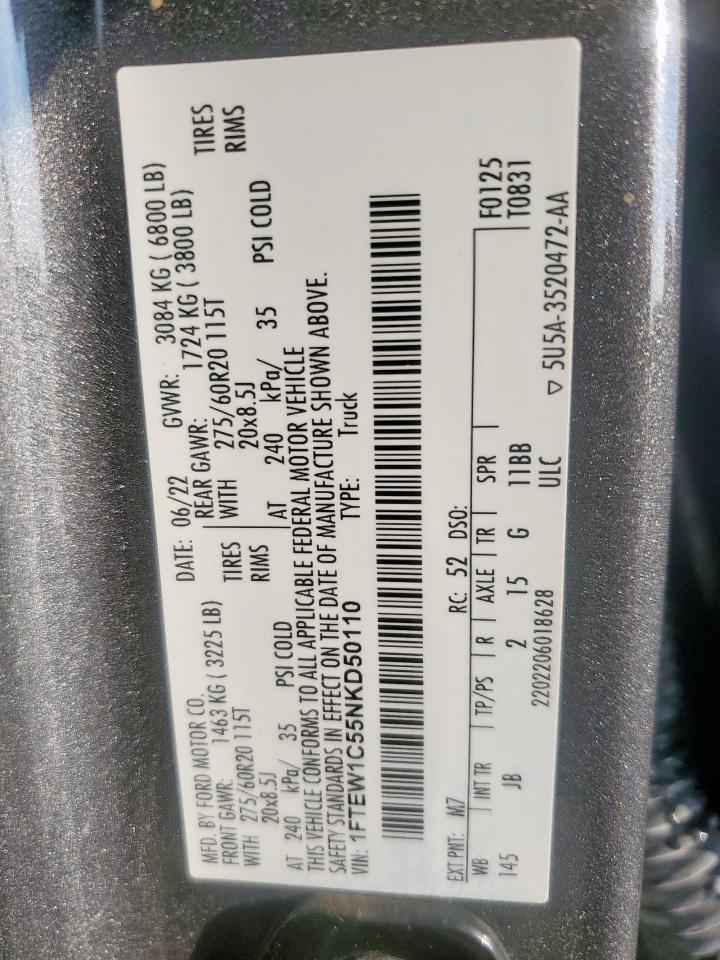 MFD. BY FORD MOTOR CO. DATE: 06/22 GVWR: 3084 KG ( 6800 LB)
FRONT GAWR: 1463 KG ( 3225 LB) REAR GAWR: 1724 KG ( 3800 LB)
WITH 275/60R20 115T TIRES WITH 275/60R20 115T TIRES
20x8.5J RIMS 20x8.5J RIMS
AT 240 kPa/ 35 PSI COLD AT 240 kPa/ 35 PSI COLD
THIS VEHICLE CONFORMS TO ALL APPLICABLE FEDERAL MOTOR VEHICLE
SAFETY STANDARDS IN EFFECT ON THE DATE OF MANUFACTURE SHOWN ABOVE.
VIN: 1FTEW1C55NKD50110 TYPE: Truck
EXT PNT: M7 RC: 52 DSO: F0125
WB INT TR TP/PS R AXLE TR SPR T0831
145 JB 2 15 G 11BB
2202206018628 ULC ▽ 5U5A-3520472-AA